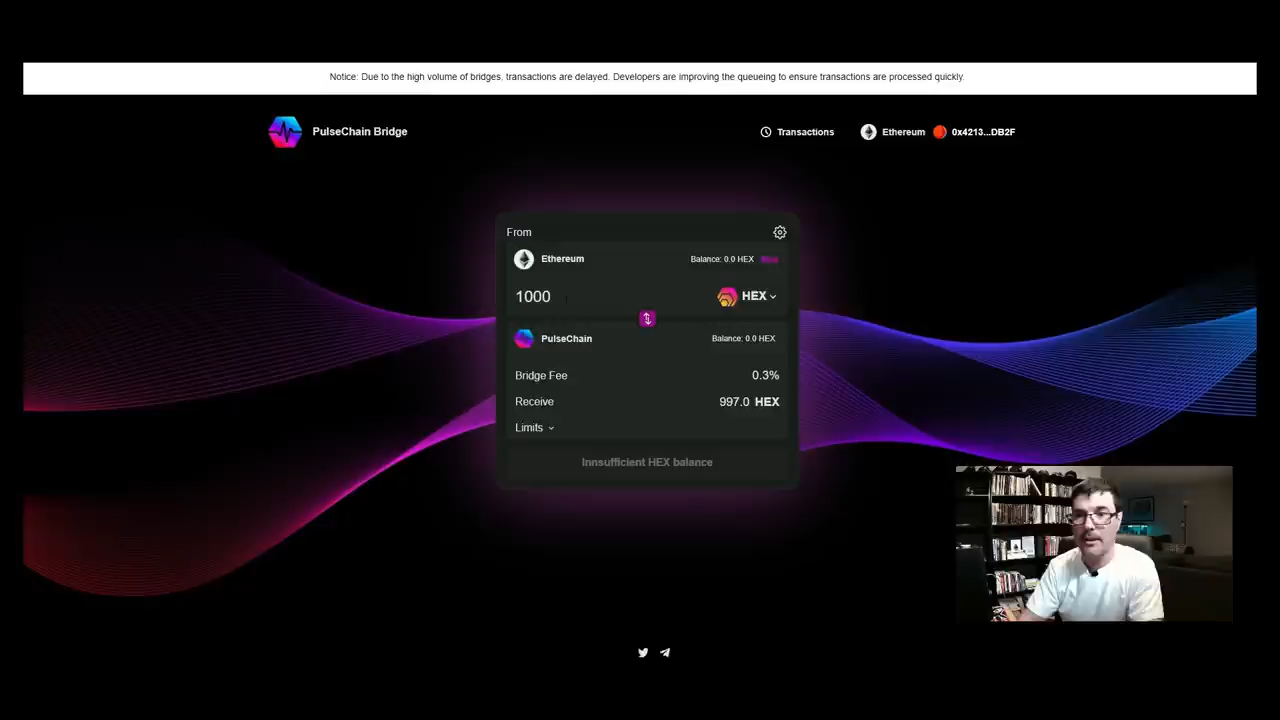 Notice: Due to the high volume of bridges, transactions are delayed. Developers are improving the queueing to ensure transactions are processed quickly.
PulseChain Bridge
Transactions
Ethereum
0x4213...DB2F
From
Ethereum
Balance: 0.0 HEX
1000
HEX
PulseChain
Balance: 0.0 HEX
Bridge Fee
0.3%
Receive
997.0 HEX
Limits
Innsufficient HEX balance